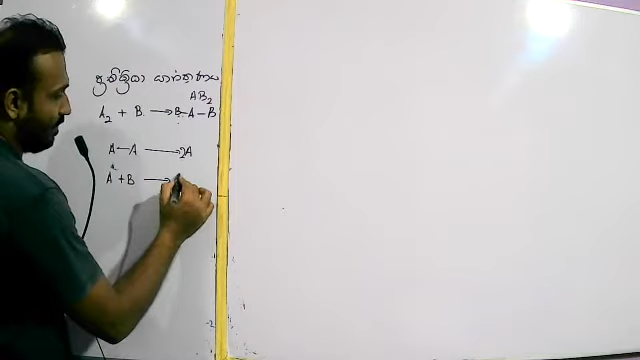 ප්‍රතික්‍රියා යාන්ත්‍රණය
AB₂
A₂ + B → B-A-B
A-A → 2A
A + B →